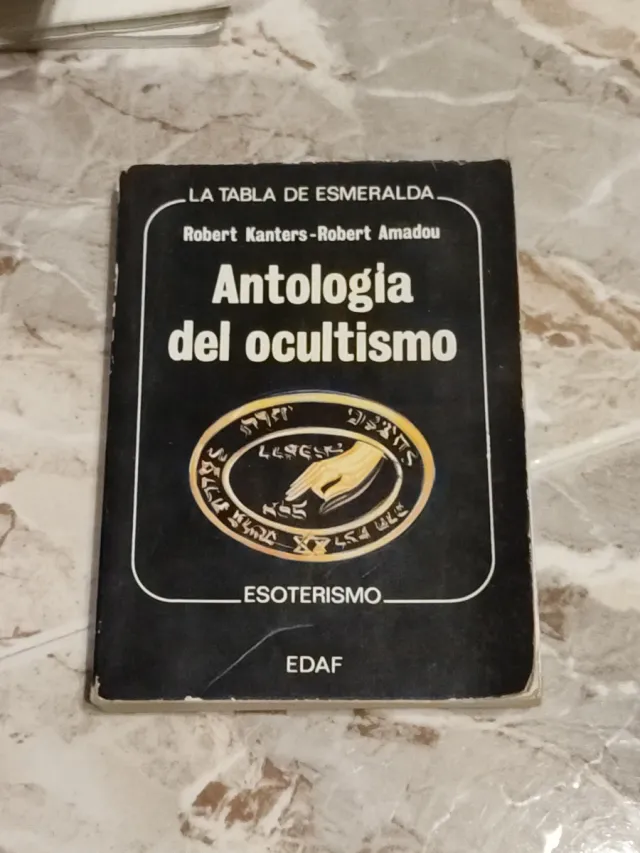 LA TABLA DE ESMERALDA
Robert Kanters-Robert Amadou
Antología
del ocultismo
ESOTERISMO
EDAF